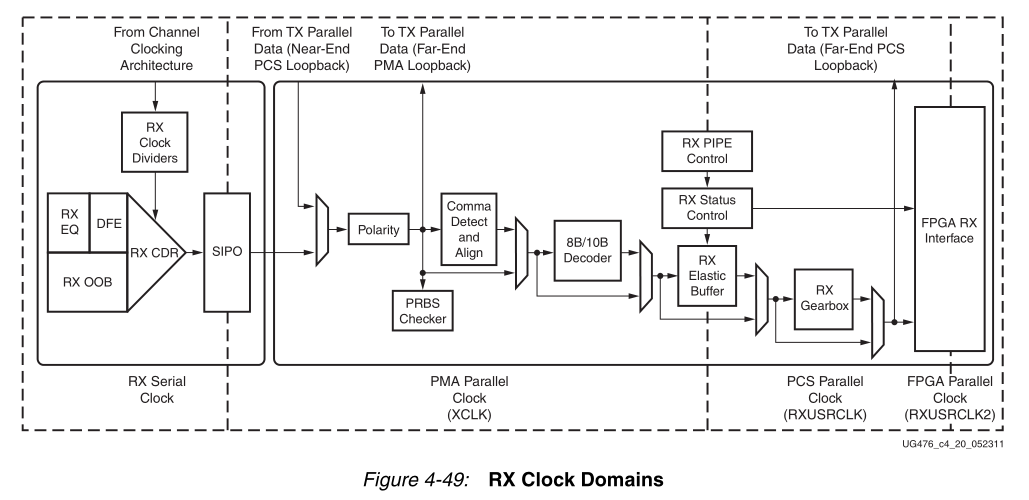 From Channel
Clocking
Architecture
From TX Parallel
Data (Near-End
PCS Loopback)
To TX Parallel
Data (Far-End
PMA Loopback)
To TX Parallel
Data (Far-End PCS
Loopback)
RX
Clock
Dividers
RX
EQ
DFE
RX CDR
RX OOB
SIPO
Polarity
PRBS
Checker
Comma
Detect
and
Align
8B/10B
Decoder
RX PIPE
Control
RX Status
Control
RX
Elastic
Buffer
RX
Gearbox
FPGA RX
Interface
RX Serial
Clock
PMA Parallel
Clock
(XCLK)
PCS Parallel
Clock
(RXUSRCLK)
FPGA Parallel
Clock
(RXUSRCLK2)
UG476_c4_20_052311
Figure 4-49: RX Clock Domains